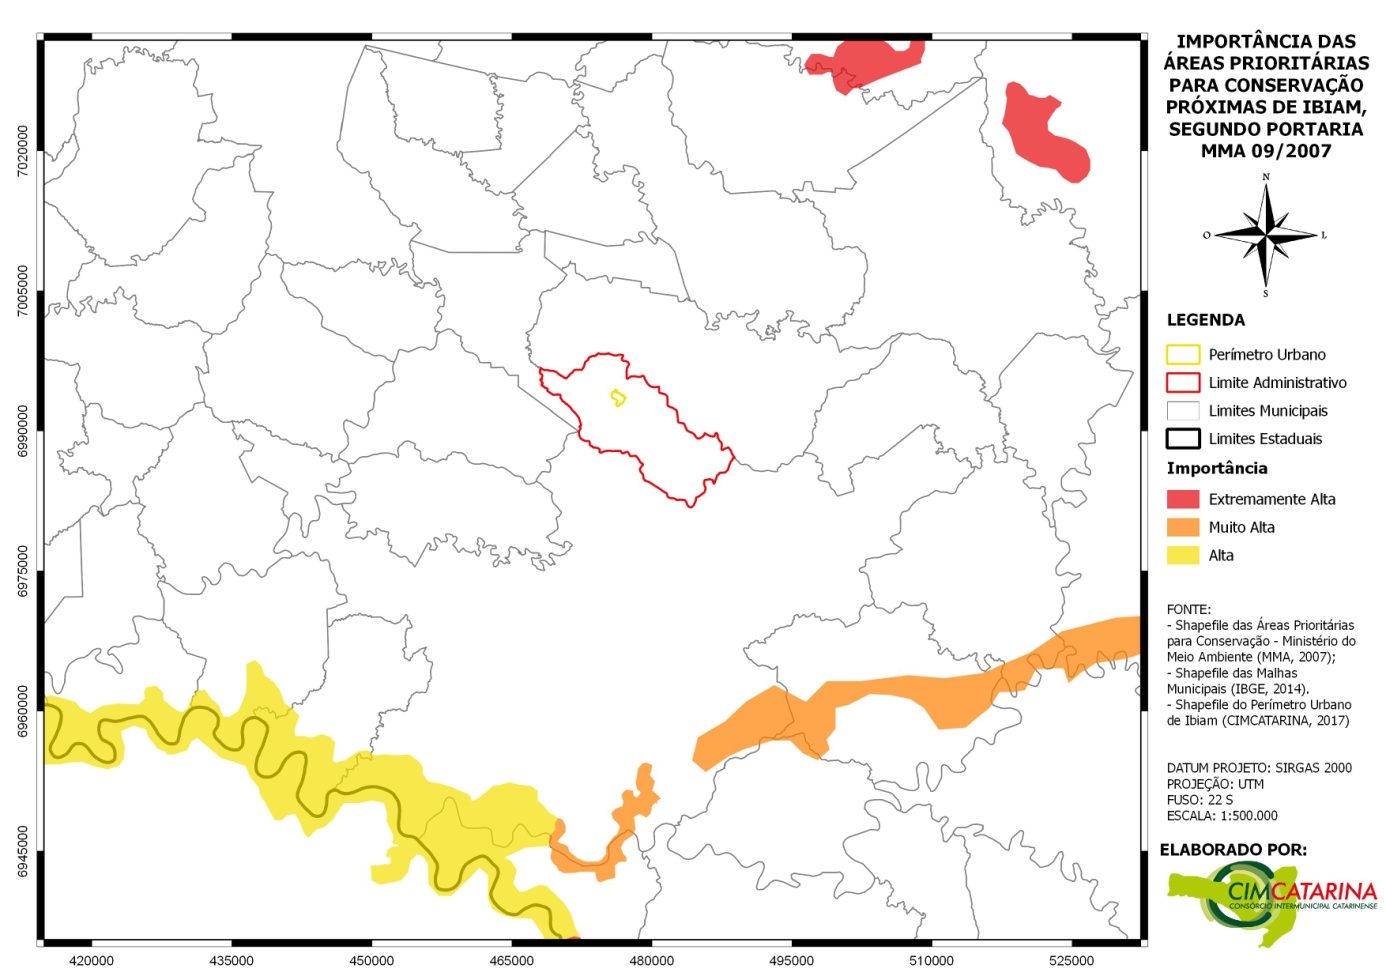 IMPORTÂNCIA DAS
ÁREAS PRIORITÁRIAS
PARA CONSERVAÇÃO
PRÓXIMAS DE IBIAM,
SEGUNDO PORTARIA
MMA 09/2007
N
O
L
S
LEGENDA
Perímetro Urbano
Limite Administrativo
Limites Municipais
Limites Estaduais
Importância
Extremamente Alta
Muito Alta
Alta
FONTE:
- Shapefile das Áreas Prioritárias
para Conservação - Ministério do
Meio Ambiente (MMA, 2007);
- Shapefile das Malhas
Municipais (IBGE, 2014).
- Shapefile do Perímetro Urbano
de Ibiam (CIMCATARINA, 2017)
DATUM PROJETO: SIRGAS 2000
PROJEÇÃO: UTM
FUSO: 22 S
ESCALA: 1:500.000
ELABORADO POR:
CIMCATARINA
CONSÓRCIO INTERMUNICIPAL CATARINENSE
7020000
7005000
6990000
6975000
6960000
6945000
420000
435000
450000
465000
480000
495000
510000
525000